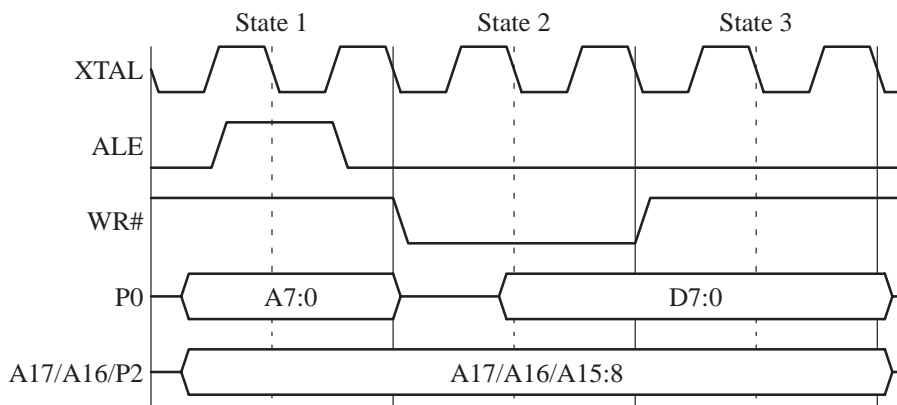 State 1 State 2 State 3
XTAL
ALE
WR#
P0 A7:0 D7:0
A17/A16/P2 A17/A16/A15:8